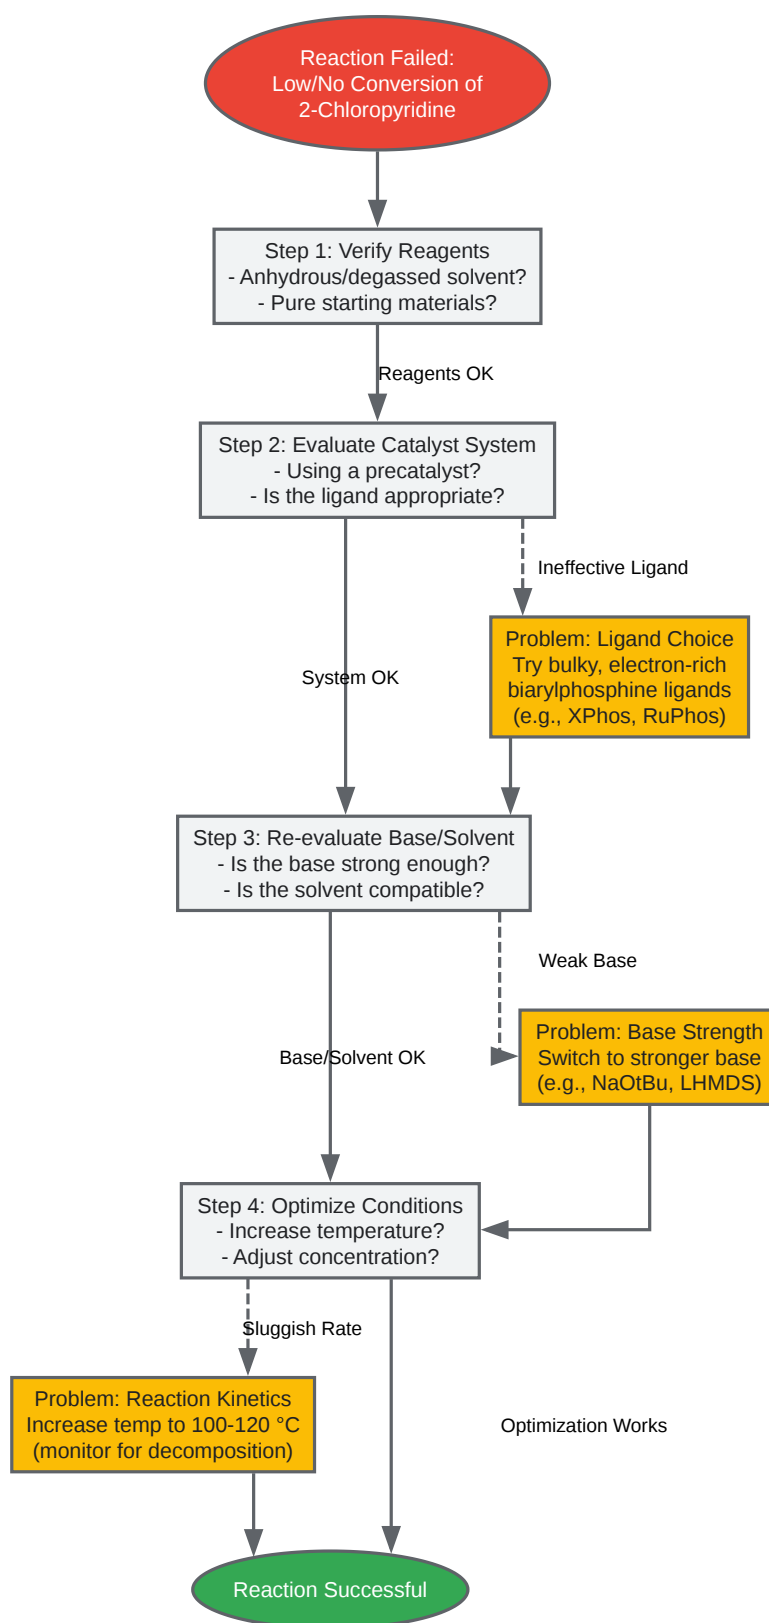 Reaction Failed:
Low/No Conversion of
2-Chloropyridine
Step 1: Verify Reagents
- Anhydrous/degassed solvent?
- Pure starting materials?
Reagents OK
Step 2: Evaluate Catalyst System
- Using a precatalyst?
- Is the ligand appropriate?
Ineffective Ligand
Problem: Ligand Choice
Try bulky, electron-rich
biarylphosphine ligands
(e.g., XPhos, RuPhos)
System OK
Step 3: Re-evaluate Base/Solvent
- Is the base strong enough?
- Is the solvent compatible?
Weak Base
Problem: Base Strength
Switch to stronger base
(e.g., NaOtBu, LHMDS)
Base/Solvent OK
Step 4: Optimize Conditions
- Increase temperature?
- Adjust concentration?
Sluggish Rate
Problem: Reaction Kinetics
Increase temp to 100-120 °C
(monitor for decomposition)
Optimization Works
Reaction Successful